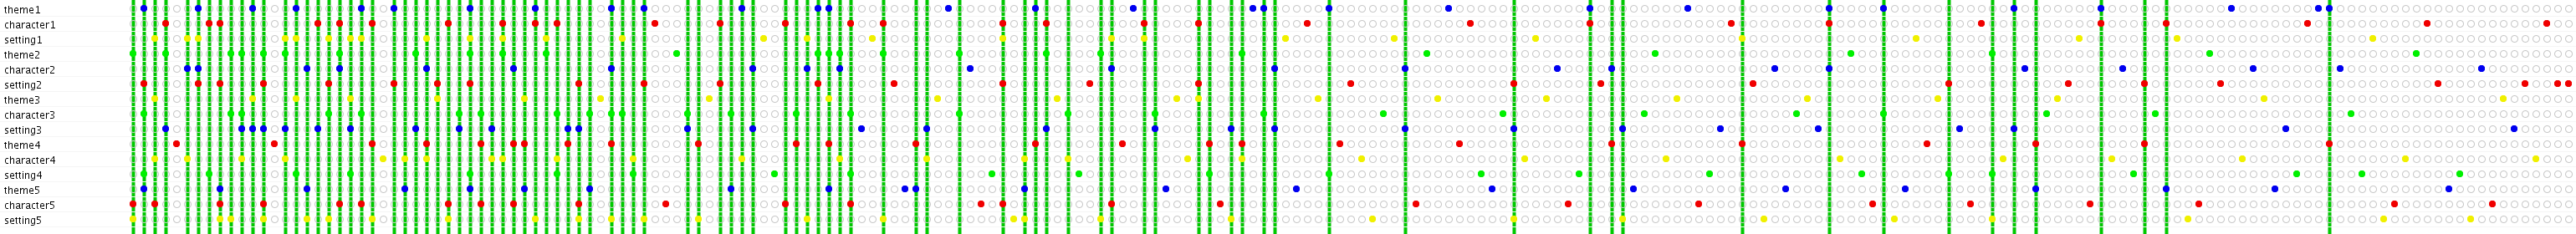 theme1
character1
setting1
theme2
character2
setting2
theme3
character3
setting3
theme4
character4
setting4
theme5
character5
setting5